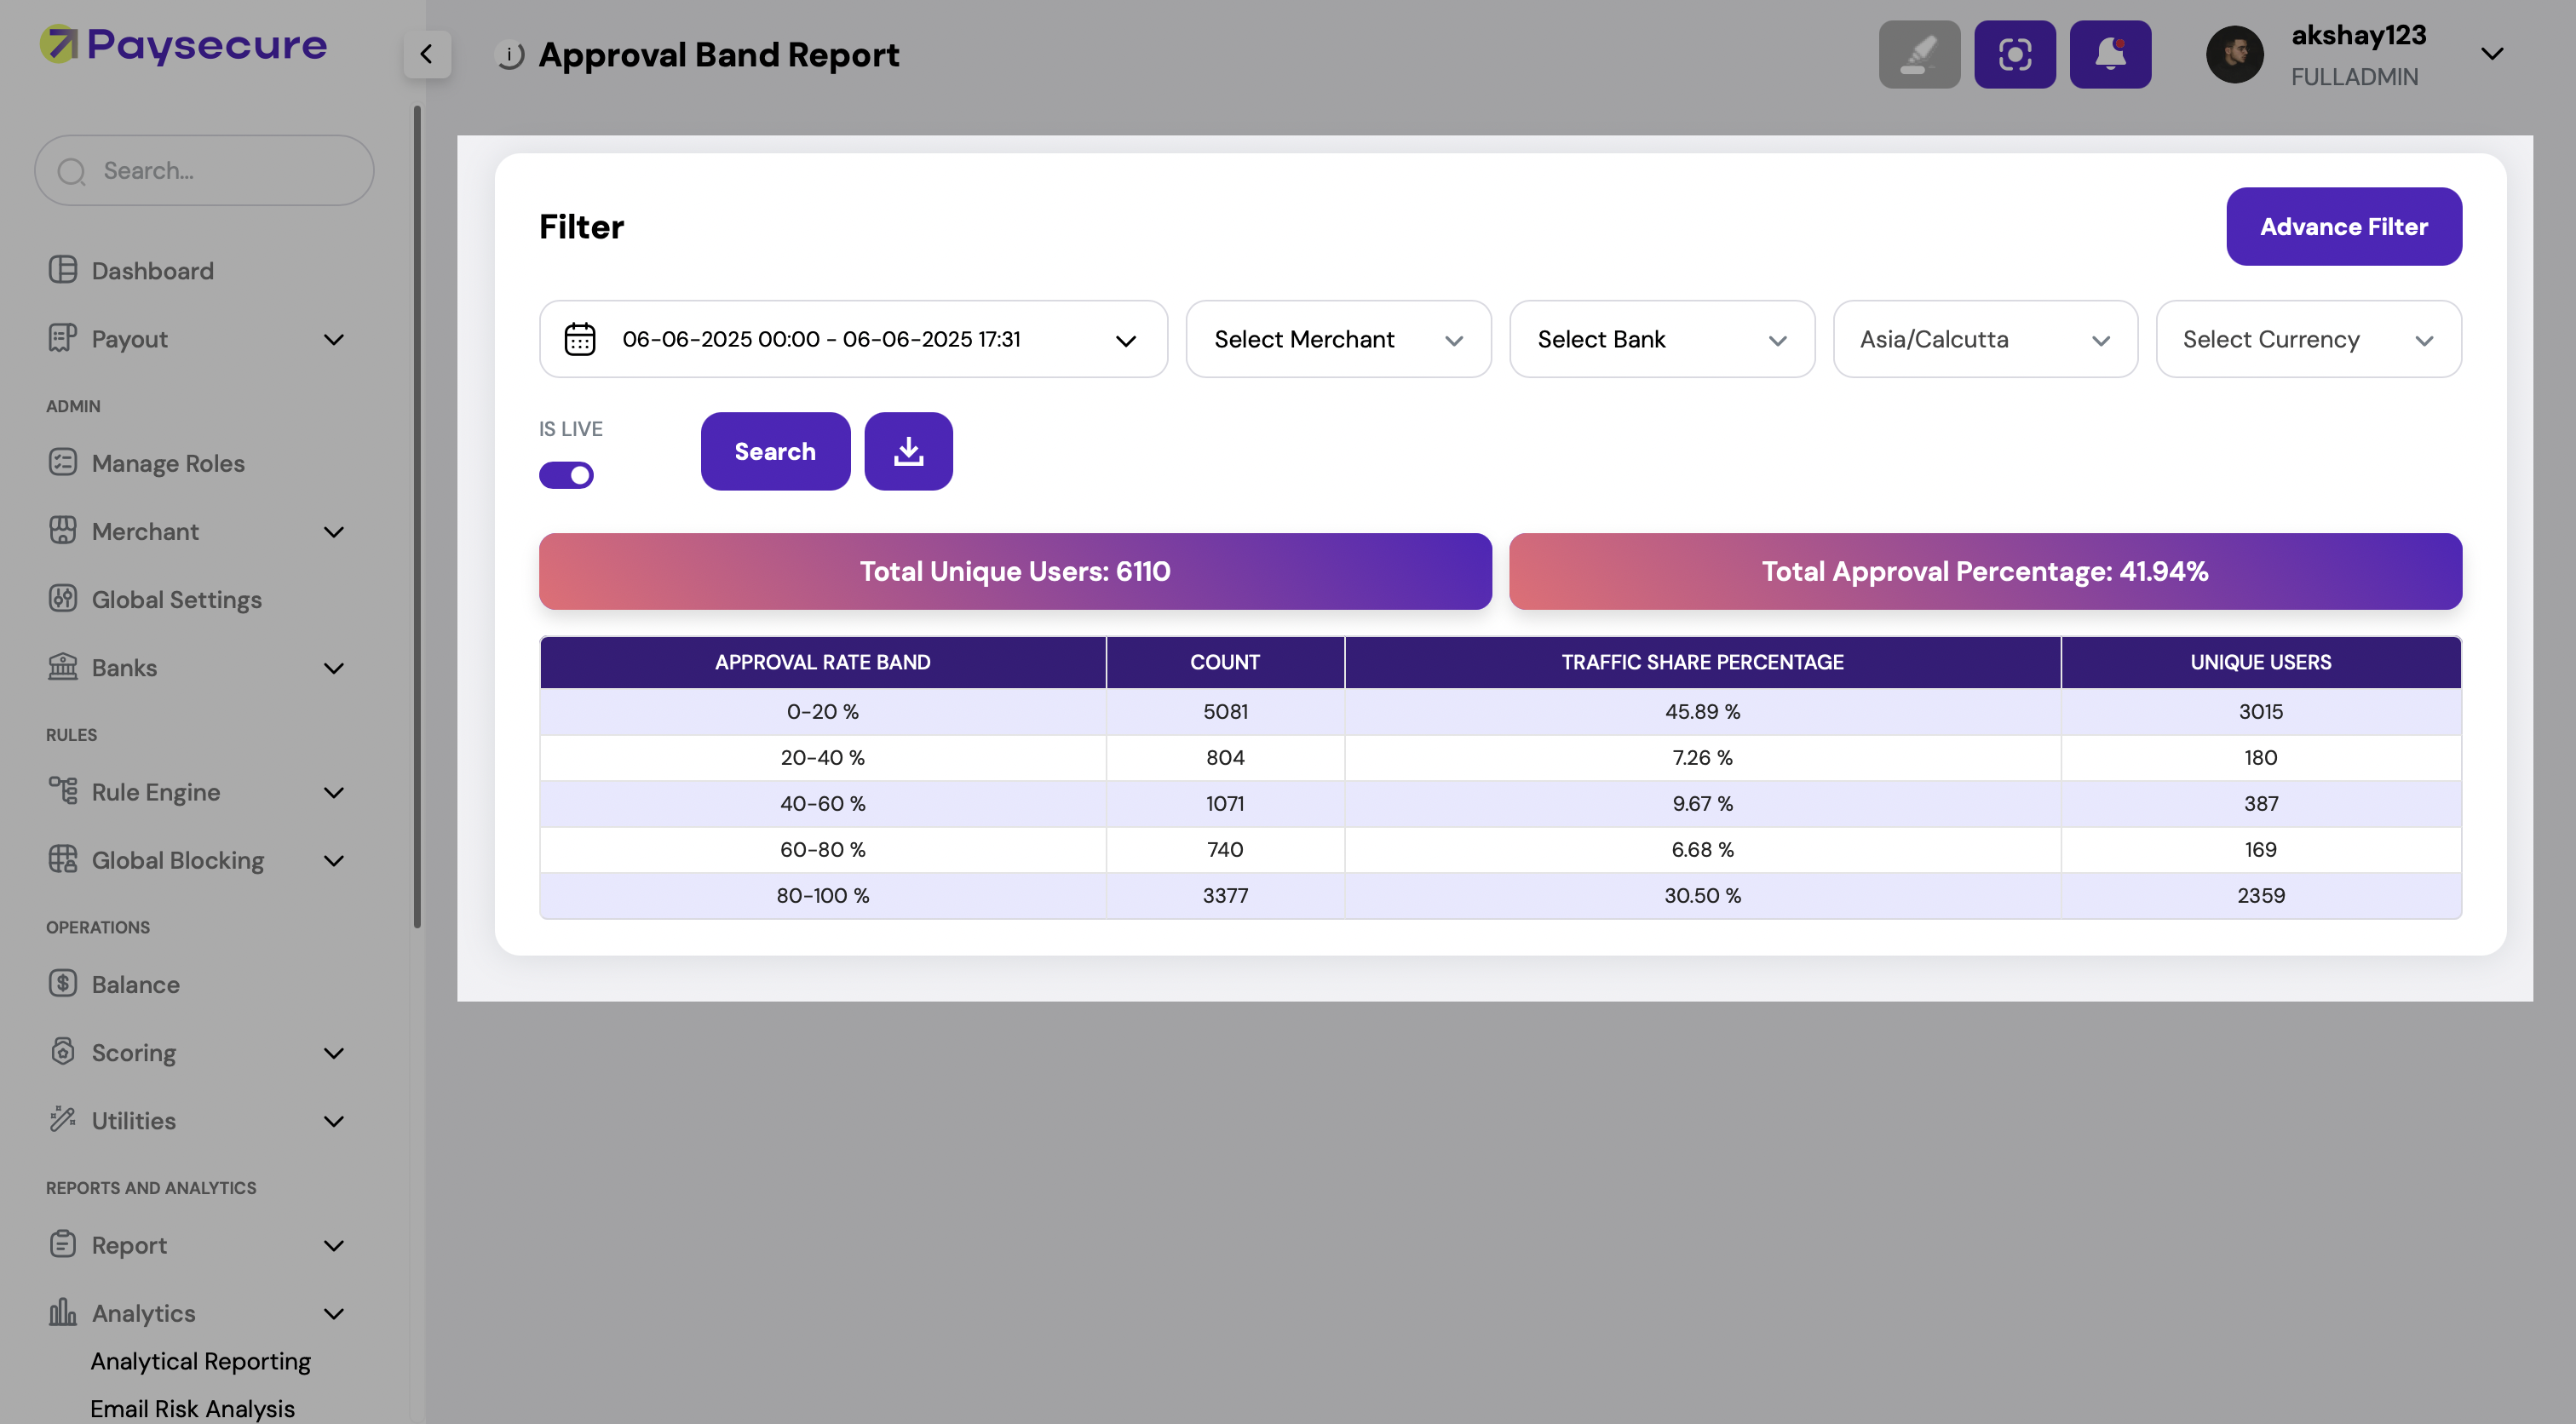 Paysecure
Approval Band Report
akshay123
FULLADMIN
Search...
Dashboard
Payout
ADMIN
Manage Roles
Merchant
Global Settings
Banks
RULES
Rule Engine
Global Blocking
OPERATIONS
Balance
Scoring
Utilities
REPORTS AND ANALYTICS
Report
Analytics
Analytical Reporting
Email Risk Analysis
Filter
Advance Filter
06-06-2025 00:00 - 06-06-2025 17:31
Select Merchant
Select Bank
Asia/Calcutta
Select Currency
IS LIVE
Search
Total Unique Users: 6110
Total Approval Percentage: 41.94%
APPROVAL RATE BAND COUNT TRAFFIC SHARE PERCENTAGE UNIQUE USERS
0-20 % 5081 45.89 % 3015
20-40 % 804 7.26 % 180
40-60 % 1071 9.67 % 387
60-80 % 740 6.68 % 169
80-100 % 3377 30.50 % 2359